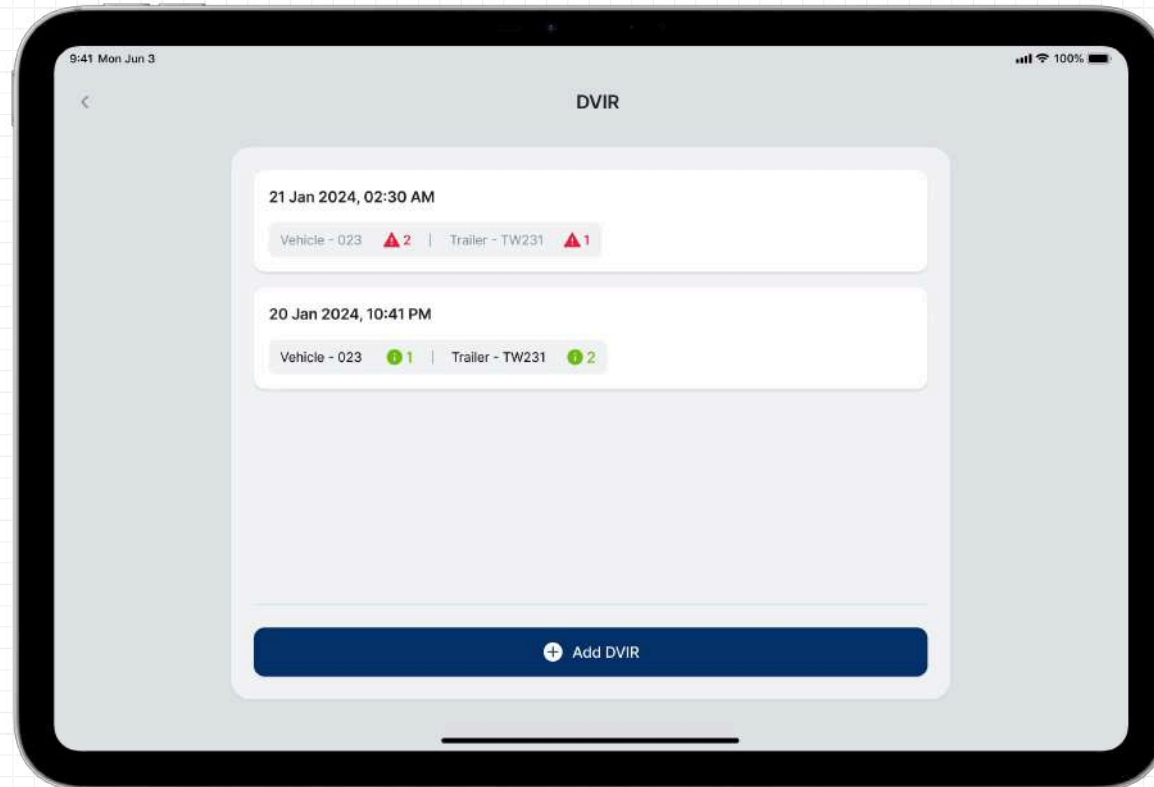 9:41 Mon Jun 3 100%
DVIR
21 Jan 2024, 02:30 AM
Vehicle - 023 2 | Trailer - TW231 1
20 Jan 2024, 10:41 PM
Vehicle - 023 1 | Trailer - TW231 2
Add DVIR